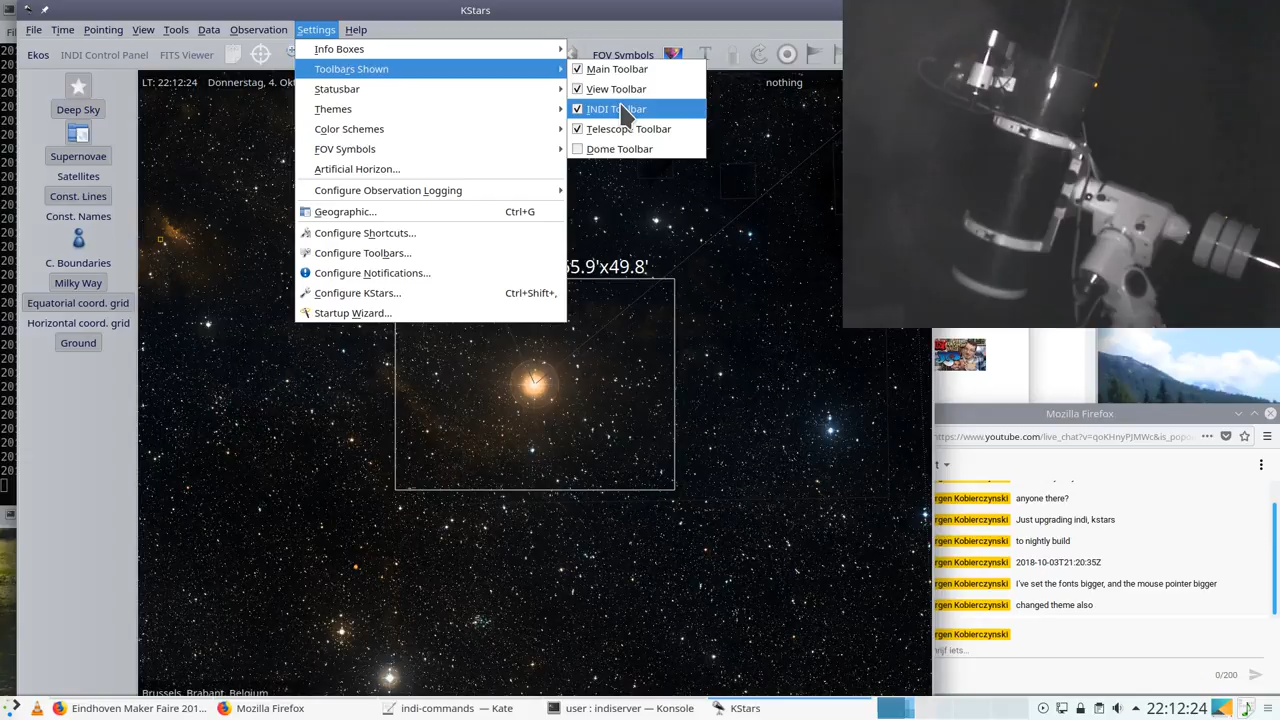 KStars
File Pointing View Tools Data Observation Settings Help
Ekos INDI Control Panel FITS Viewer FOV Symbols
Info Boxes
Toolbars Shown
Statusbar
Themes
Color Schemes
FOV Symbols
Artificial Horizon...
Configure Observation Logging
Geographic... Ctrl+G
Configure Shortcuts...
Configure Toolbars...
Configure Notifications...
Configure KStars... Ctrl+Shift+,
Startup Wizard...
Main Toolbar
View Toolbar
INDI Toolbar
Telescope Toolbar
Dome Toolbar
Deep Sky
Supernovae
Satellites
Const. Lines
Const. Names
C. Boundaries
Milky Way
Equatorial coord. grid
Horizontal coord. grid
Ground
LT: 22:12:24 Donnerstag, 4. Ok
nothing
55.9'x49.8'
Brussels, Brabant, Belgium
Mozilla Firefox
https://www.youtube.com/live_chat?v=qoKHnyPJMWc&is_popo
t
rgen Kobierczynski anyone there?
rgen Kobierczynski Just upgrading indi, kstars
rgen Kobierczynski to nightly build
rgen Kobierczynski 2018-10-03T21:20:35Z
rgen Kobierczynski I've set the fonts bigger, and the mouse pointer bigger
rgen Kobierczynski changed theme also
rgen Kobierczynski
rijf iets...
0/200
Eindhoven Maker Faire 201... Mozilla Firefox indi-commands — Kate user : indiserver — Konsole KStars 22:12:24